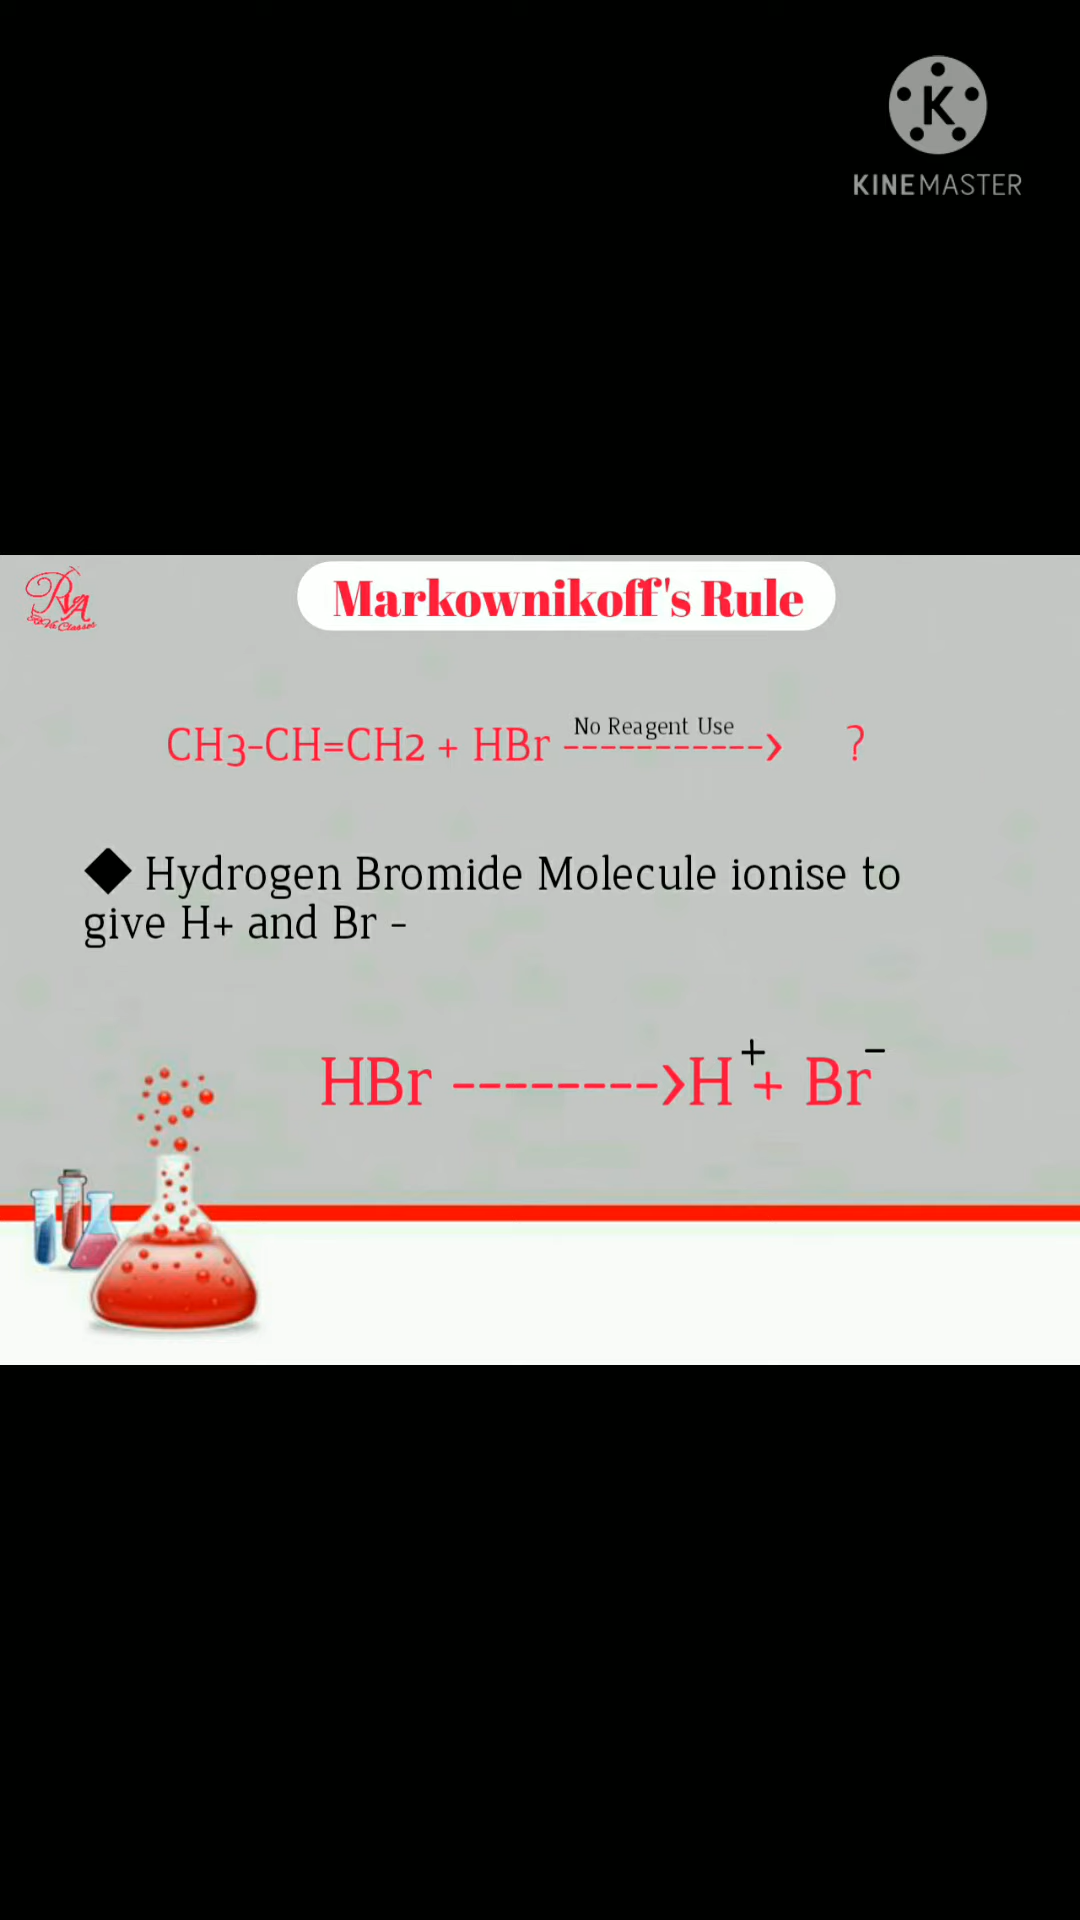 K
KINEMASTER
RVA
Markownikoff's Rule
No Reagent Use
CH3-CH=CH2 + HBr -----------> ?
◆ Hydrogen Bromide Molecule ionise to
give H+ and Br -
HBr --------->H⁺ + Br⁻